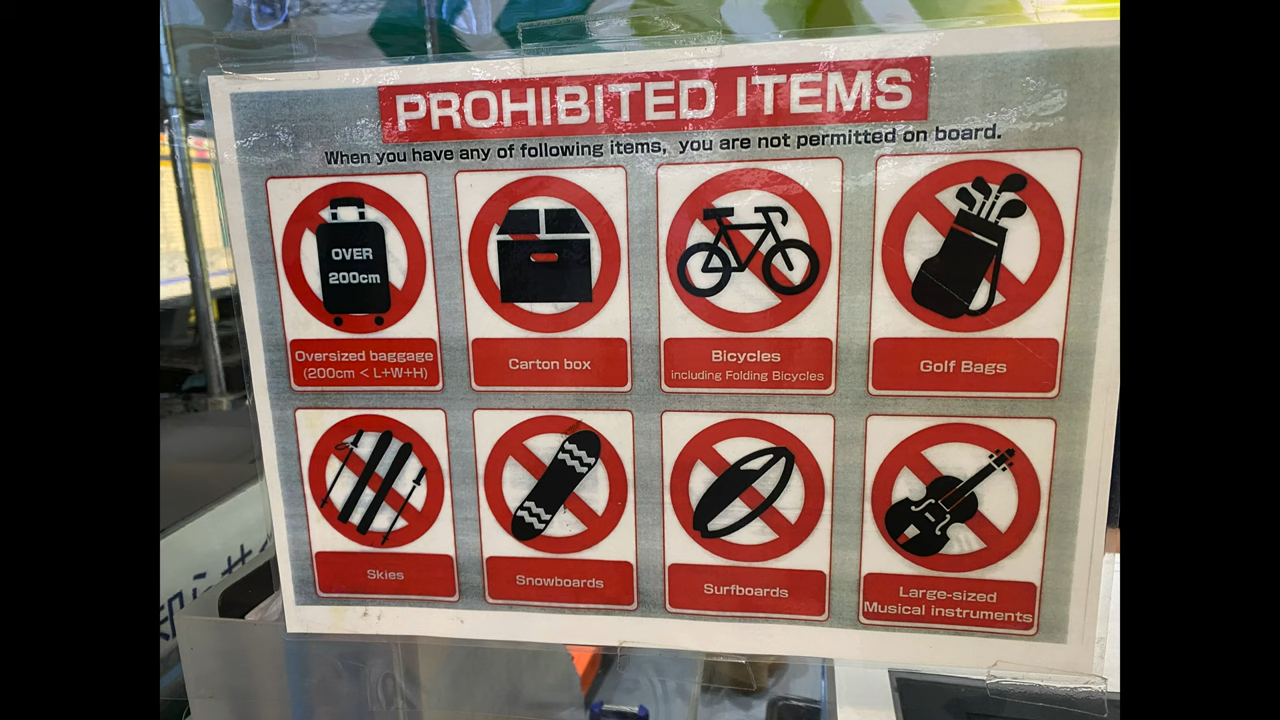 PROHIBITED ITEMS
When you have any of following items, you are not permitted on board.
OVER
200cm
Oversized baggage
(200cm < L+W+H)
Carton box
Bicycles
including Folding Bicycles
Golf Bags
Skies
Snowboards
Surfboards
Large-sized
Musical instruments